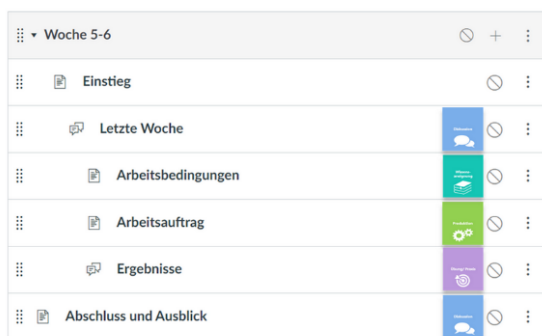 Woche 5-6
Einstieg
Letzte Woche
Arbeitsbedingungen
Arbeitsauftrag
Ergebnisse
Abschluss und Ausblick